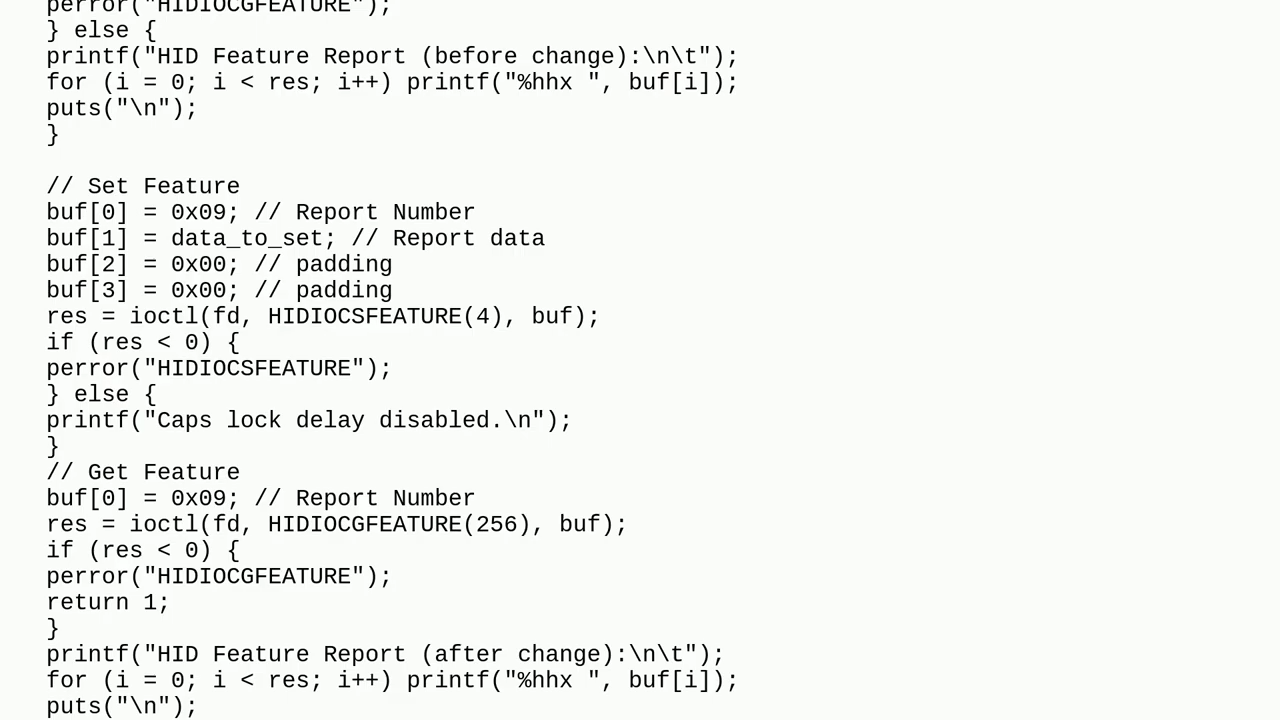 perror("HIDIOCGFEATURE");
} else {
printf("HID Feature Report (before change):\n\t");
for (i = 0; i < res; i++) printf("%hhx ", buf[i]);
puts("\n");
}

// Set Feature
buf[0] = 0x09; // Report Number
buf[1] = data_to_set; // Report data
buf[2] = 0x00; // padding
buf[3] = 0x00; // padding
res = ioctl(fd, HIDIOCSFEATURE(4), buf);
if (res < 0) {
perror("HIDIOCSFEATURE");
} else {
printf("Caps lock delay disabled.\n");
}
// Get Feature
buf[0] = 0x09; // Report Number
res = ioctl(fd, HIDIOCGFEATURE(256), buf);
if (res < 0) {
perror("HIDIOCGFEATURE");
return 1;
}
printf("HID Feature Report (after change):\n\t");
for (i = 0; i < res; i++) printf("%hhx ", buf[i]);
puts("\n");